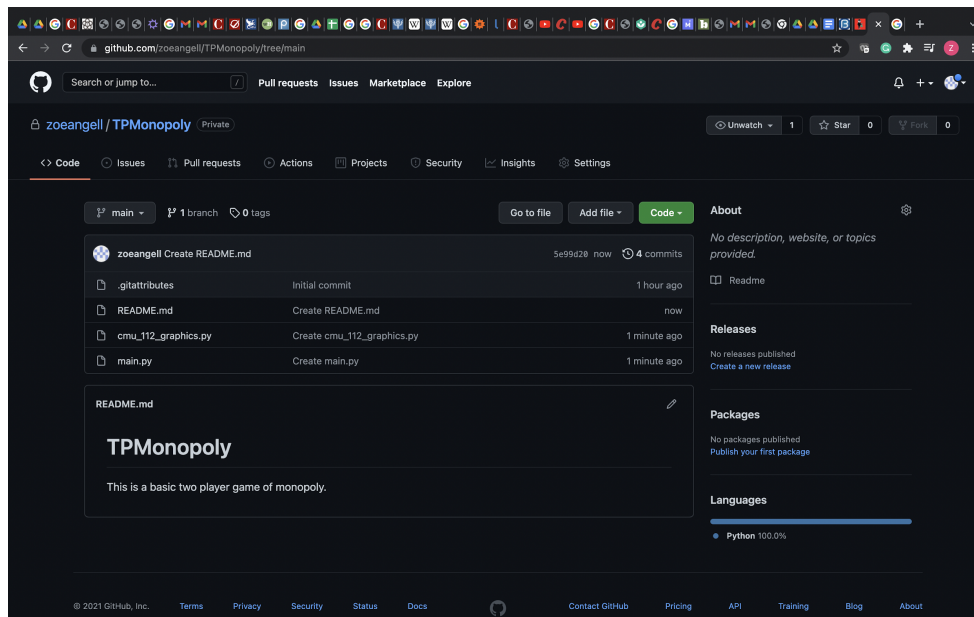 github.com/zoeangell/TPMonopoly/tree/main
Search or jump to... / Pull requests Issues Marketplace Explore
zoeangell / TPMonopoly Private Unwatch 1 Star 0 Fork 0
Code Issues Pull requests Actions Projects Security Insights Settings
main 1 branch 0 tags Go to file Add file Code
zoeangell Create README.md 5e99d20 now 4 commits
.gitattributes Initial commit 1 hour ago
README.md Create README.md now
cmu_112_graphics.py Create cmu_112_graphics.py 1 minute ago
main.py Create main.py 1 minute ago
README.md
TPMonopoly
This is a basic two player game of monopoly.
About
No description, website, or topics
provided.
Readme
Releases
No releases published
Create a new release
Packages
No packages published
Publish your first package
Languages
Python 100.0%
© 2021 GitHub, Inc. Terms Privacy Security Status Docs Contact GitHub Pricing API Training Blog About